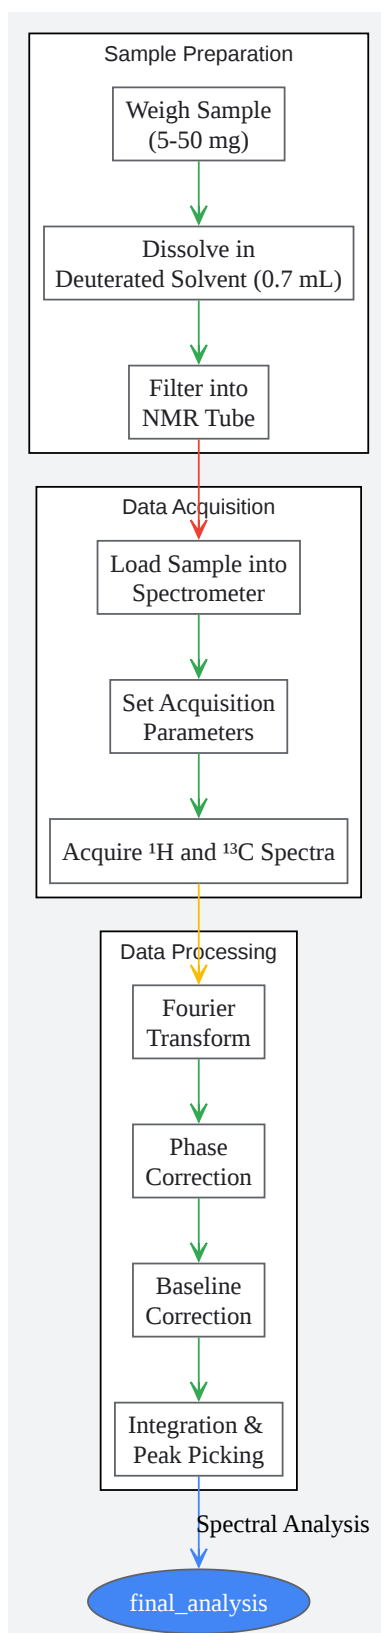 Sample Preparation
Weigh Sample
(5-50 mg)
Dissolve in
Deuterated Solvent (0.7 mL)
Filter into
NMR Tube
Data Acquisition
Load Sample into
Spectrometer
Set Acquisition
Parameters
Acquire ¹H and ¹³C Spectra
Data Processing
Fourier
Transform
Phase
Correction
Baseline
Correction
Integration &
Peak Picking
Spectral Analysis
final_analysis